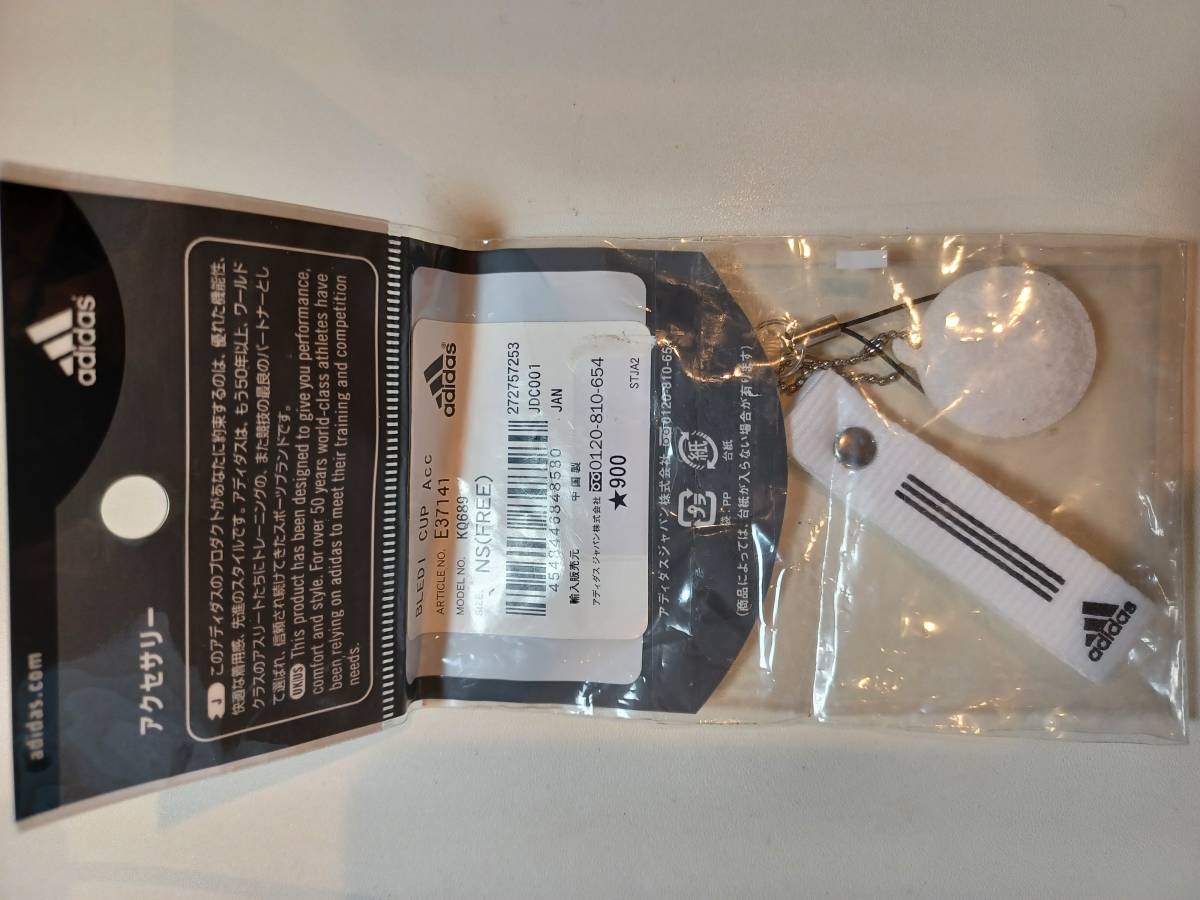 adidas.com
adidas
アクセサリー
J このアディダスのプロダクトがあなたに約束するのは、優れた機能性、
快適な着用感、先進のスタイルです。アディダスは、もう50年以上、ワールド
クラスのアスリートたちにトレーニングの、また競技の最良のパートナーとし
て選ばれ、信頼され続けてきたスポーツブランドです。
UK/US This product has been designed to give you performance,
comfort and style. For over 50 years world-class athletes have
been relying on adidas to meet their training and competition
needs.
BLEDI CUP Acc
adidas
ARTICLE NO. E37141
MODEL NO. KQ689
SIZE. NS(FREE)
272757253
JDC001
JAN
輸入販売元 中国製
アディダス ジャパン株式会社 0120-810-654
★900
STJA2
アディダスジャパン株式会社 0120-810-65
プラ
紙
袋:PP
台紙
(商品によっては、台紙が入らない場合が有ります)
adidas